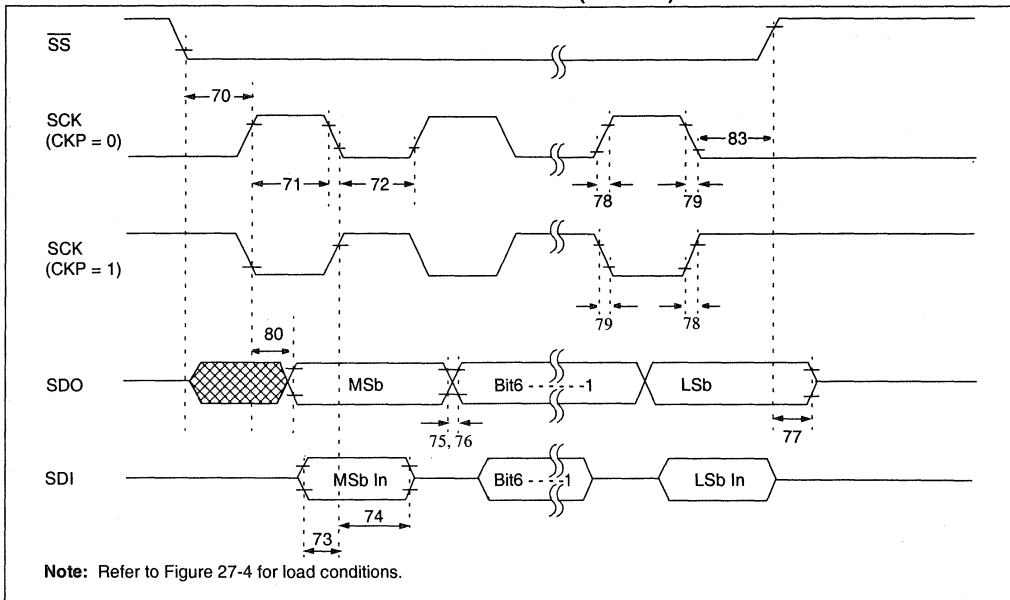 SS
70
SCK
(CKP = 0)
83
71
72
78
79
SCK
(CKP = 1)
79
78
80
SDO
MSb
Bit6 - - - - - -1
LSb
75, 76
77
SDI
MSb In
Bit6 - - - -1
LSb In
74
73
Note: Refer to Figure 27-4 for load conditions.